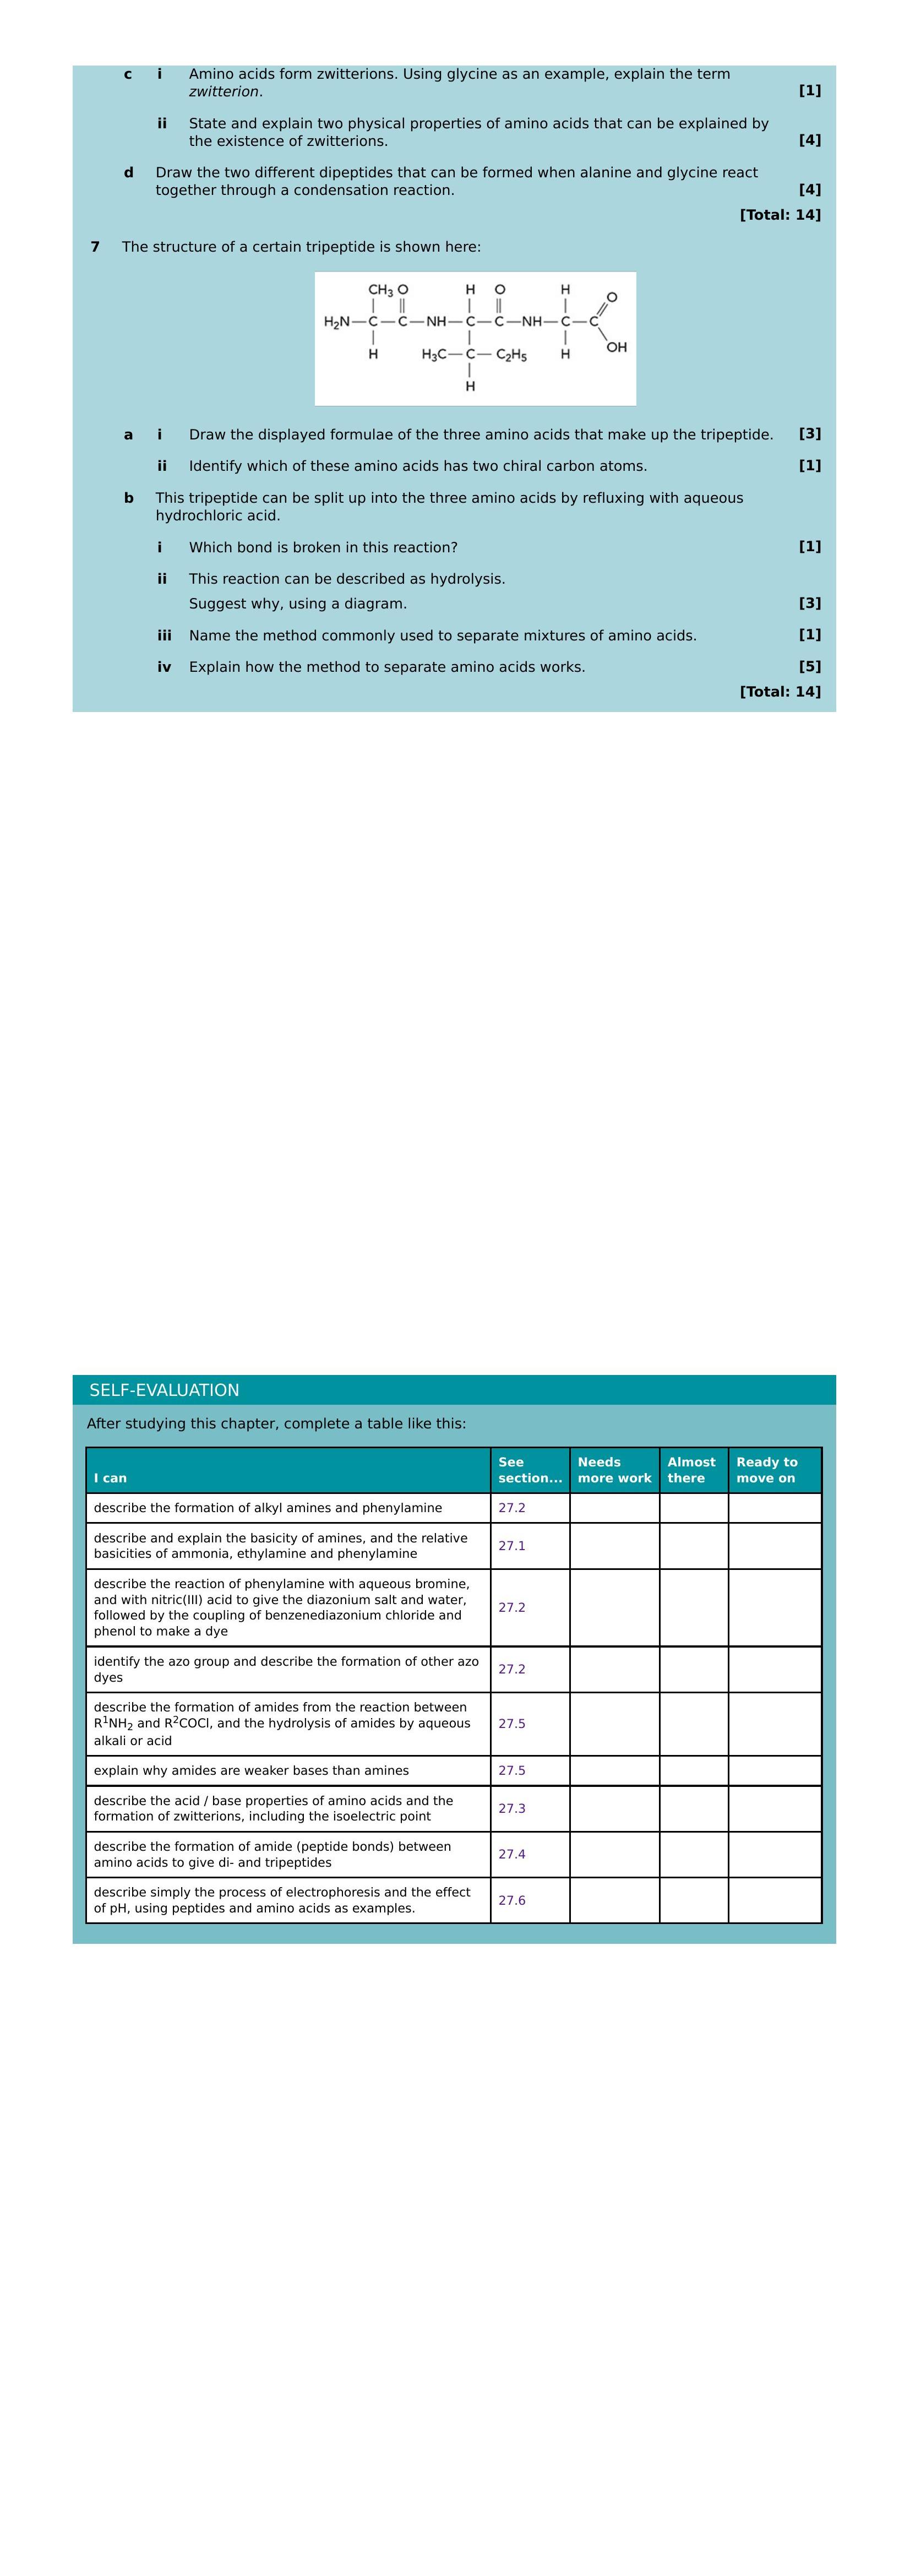 c i Amino acids form zwitterions. Using glycine as an example, explain the term
zwitterion. [1]
ii State and explain two physical properties of amino acids that can be explained by
the existence of zwitterions. [4]
d Draw the two different dipeptides that can be formed when alanine and glycine react
together through a condensation reaction. [4]
[Total: 14]
7 The structure of a certain tripeptide is shown here:
CH₃ O H O H O
H₂N—C—C—NH—C—C—NH—C—C
H H₃C—C—C₂H₅ H OH
H
a i Draw the displayed formulae of the three amino acids that make up the tripeptide. [3]
ii Identify which of these amino acids has two chiral carbon atoms. [1]
b This tripeptide can be split up into the three amino acids by refluxing with aqueous
hydrochloric acid.
i Which bond is broken in this reaction? [1]
ii This reaction can be described as hydrolysis.
Suggest why, using a diagram. [3]
iii Name the method commonly used to separate mixtures of amino acids. [1]
iv Explain how the method to separate amino acids works. [5]
[Total: 14]
SELF-EVALUATION
After studying this chapter, complete a table like this:
I can See section... Needs more work Almost there Ready to move on
describe the formation of alkyl amines and phenylamine 27.2
describe and explain the basicity of amines, and the relative
basicities of ammonia, ethylamine and phenylamine 27.1
describe the reaction of phenylamine with aqueous bromine,
and with nitric(III) acid to give the diazonium salt and water,
followed by the coupling of benzenediazonium chloride and
phenol to make a dye 27.2
identify the azo group and describe the formation of other azo
dyes 27.2
describe the formation of amides from the reaction between
R¹NH₂ and R²COCl, and the hydrolysis of amides by aqueous
alkali or acid 27.5
explain why amides are weaker bases than amines 27.5
describe the acid / base properties of amino acids and the
formation of zwitterions, including the isoelectric point 27.3
describe the formation of amide (peptide bonds) between
amino acids to give di- and tripeptides 27.4
describe simply the process of electrophoresis and the effect
of pH, using peptides and amino acids as examples. 27.6